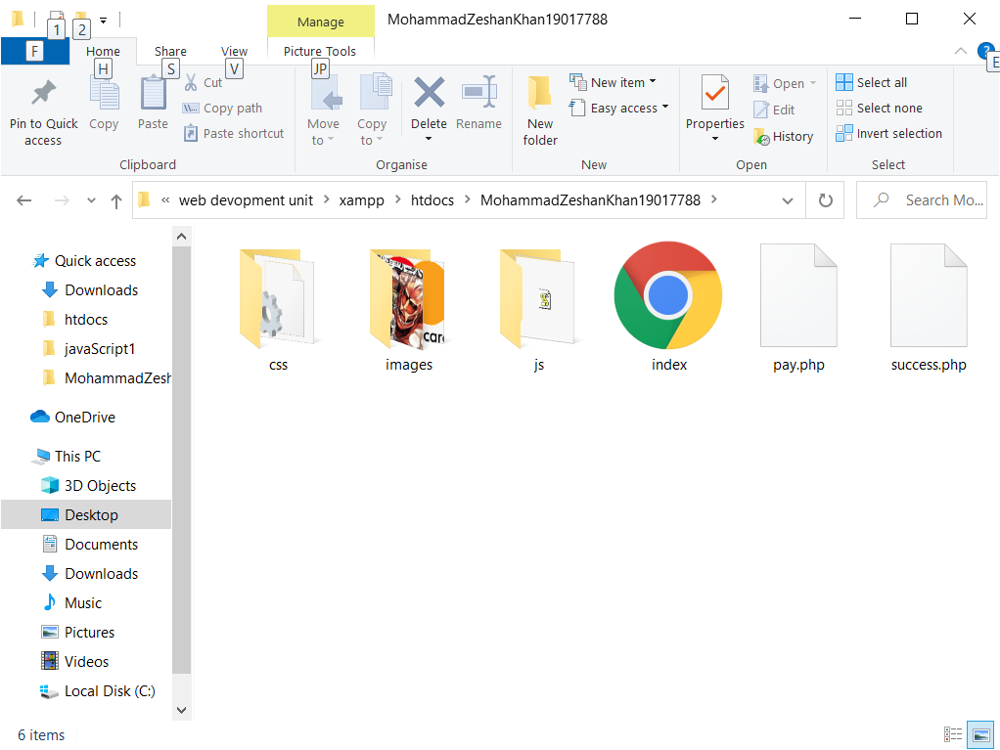 1 2 Manage MohammadZeshanKhan19017788
F Home Share View Picture Tools ? E
H S V JP
Pin to Quick access
Copy
Paste
Cut
Copy path
Paste shortcut
Clipboard
Move to
Copy to
Delete
Rename
Organise
New folder
New item
Easy access
New
Properties
Open
Edit
History
Open
Select all
Select none
Invert selection
Select
« web devopment unit > xampp > htdocs > MohammadZeshanKhan19017788 >
Search Mo...
Quick access
Downloads
htdocs
javaScript1
MohammadZesh
OneDrive
This PC
3D Objects
Desktop
Documents
Downloads
Music
Pictures
Videos
Local Disk (C:)
care
css
images
js
index
pay.php
success.php
6 items